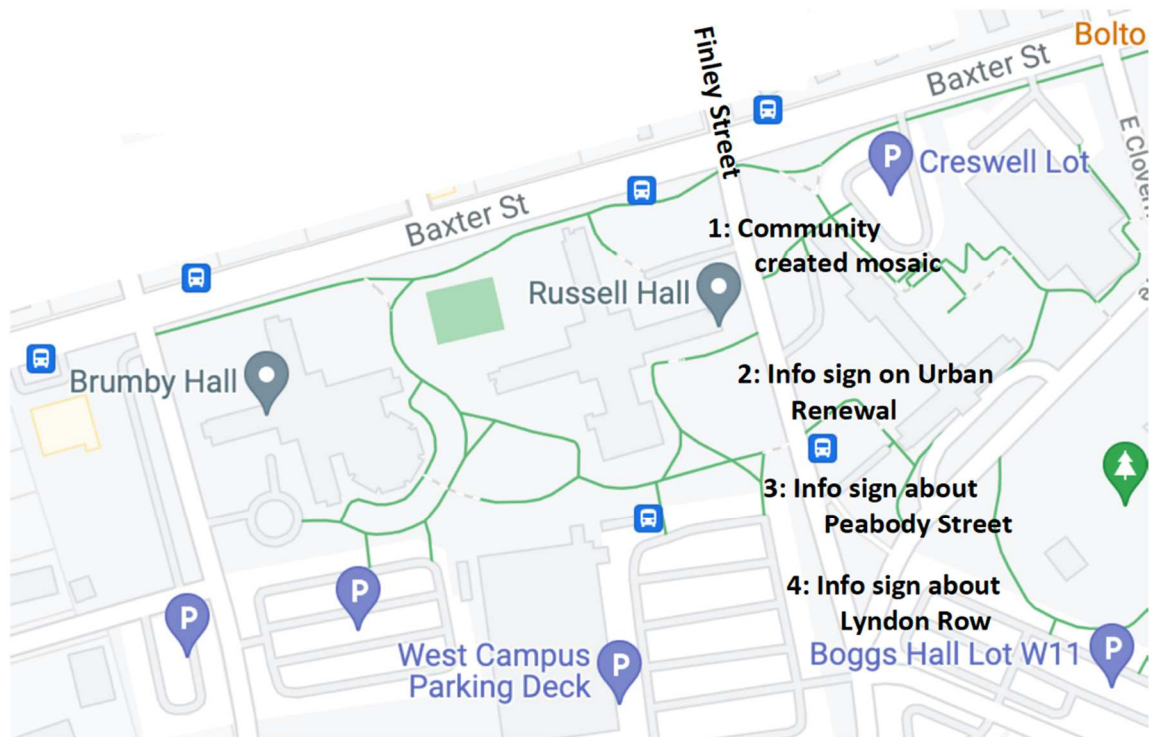 Finley Street
Bolto
Baxter St
Creswell Lot
Baxter St
1: Community
created mosaic
Russell Hall
Brumby Hall
2: Info sign on Urban
Renewal
3: Info sign about
Peabody Street
4: Info sign about
Lyndon Row
West Campus
Parking Deck
Boggs Hall Lot W11
P
P
P
P
P